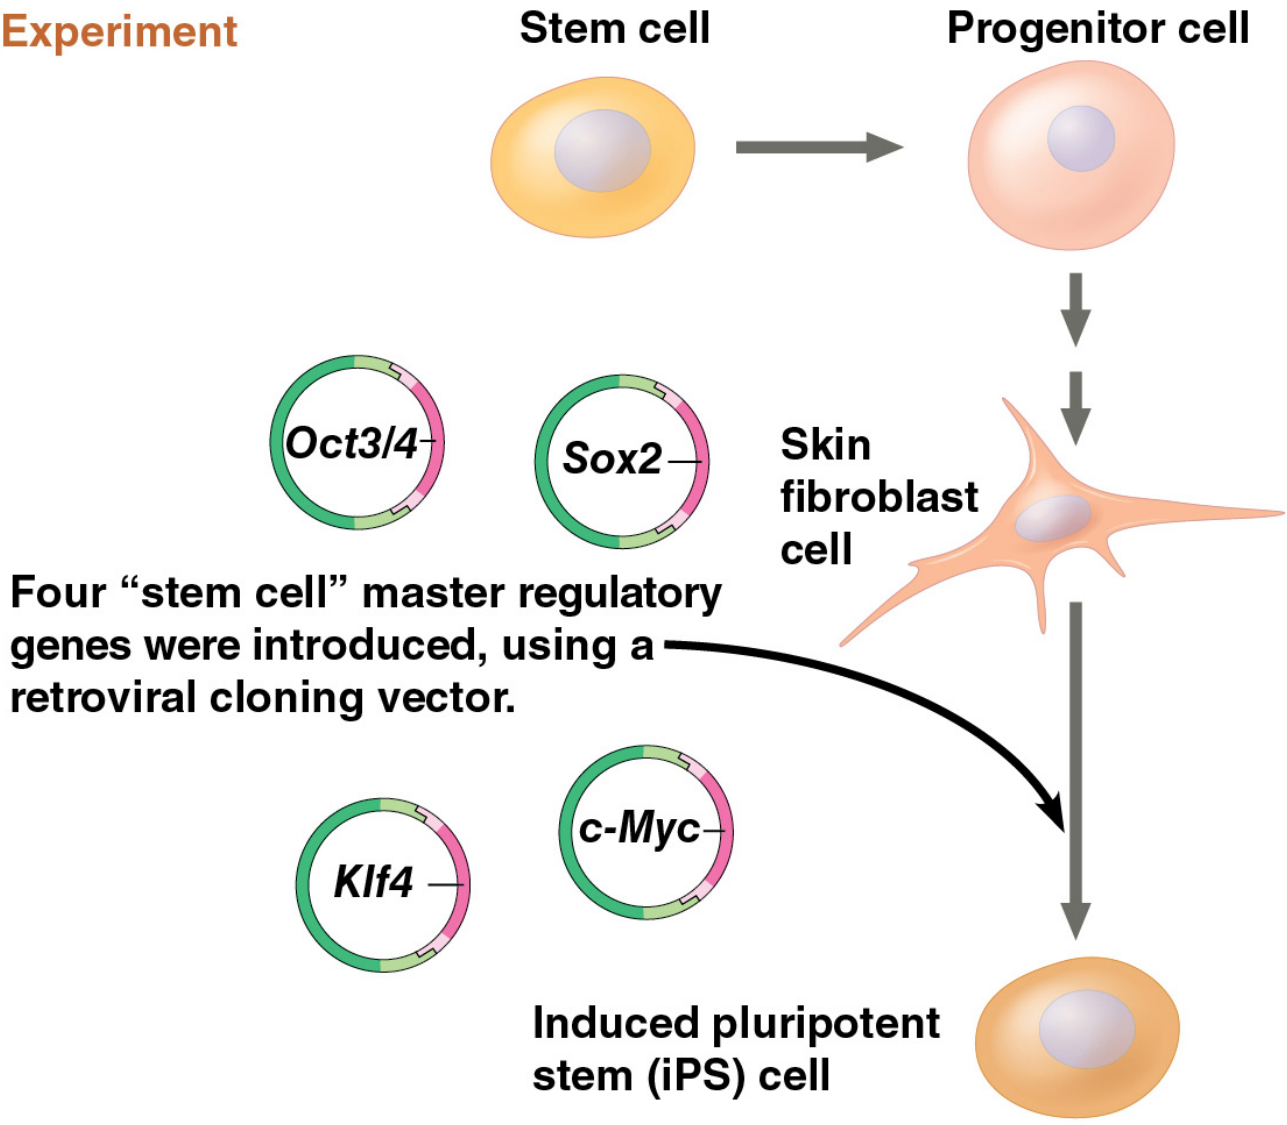 Experiment
Stem cell
Progenitor cell
Oct3/4
Sox2
Skin
fibroblast
cell
Four “stem cell” master regulatory
genes were introduced, using a
retroviral cloning vector.
c-Myc
Klf4
Induced pluripotent
stem (iPS) cell